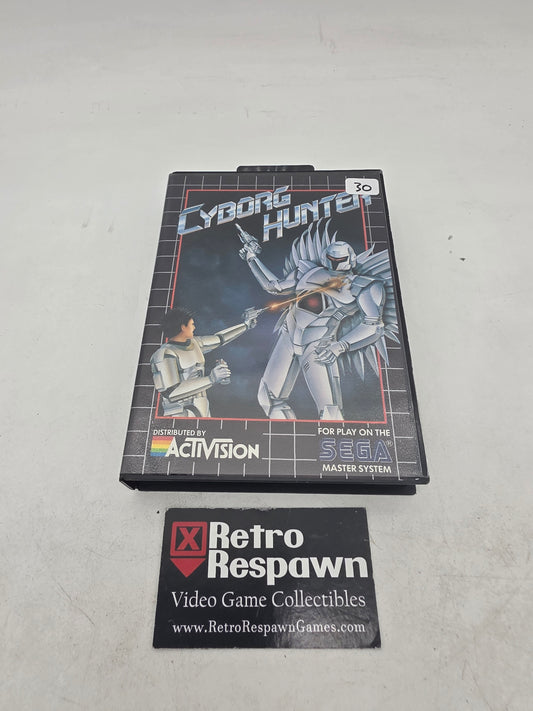 30
CYBORG
HUNTER
DISTRIBUTED BY
ACTIVISION
FOR PLAY ON THE
SEGA®
MASTER SYSTEM
X Retro
Respawn
Video Game Collectibles
www.RetroRespawnGames.com